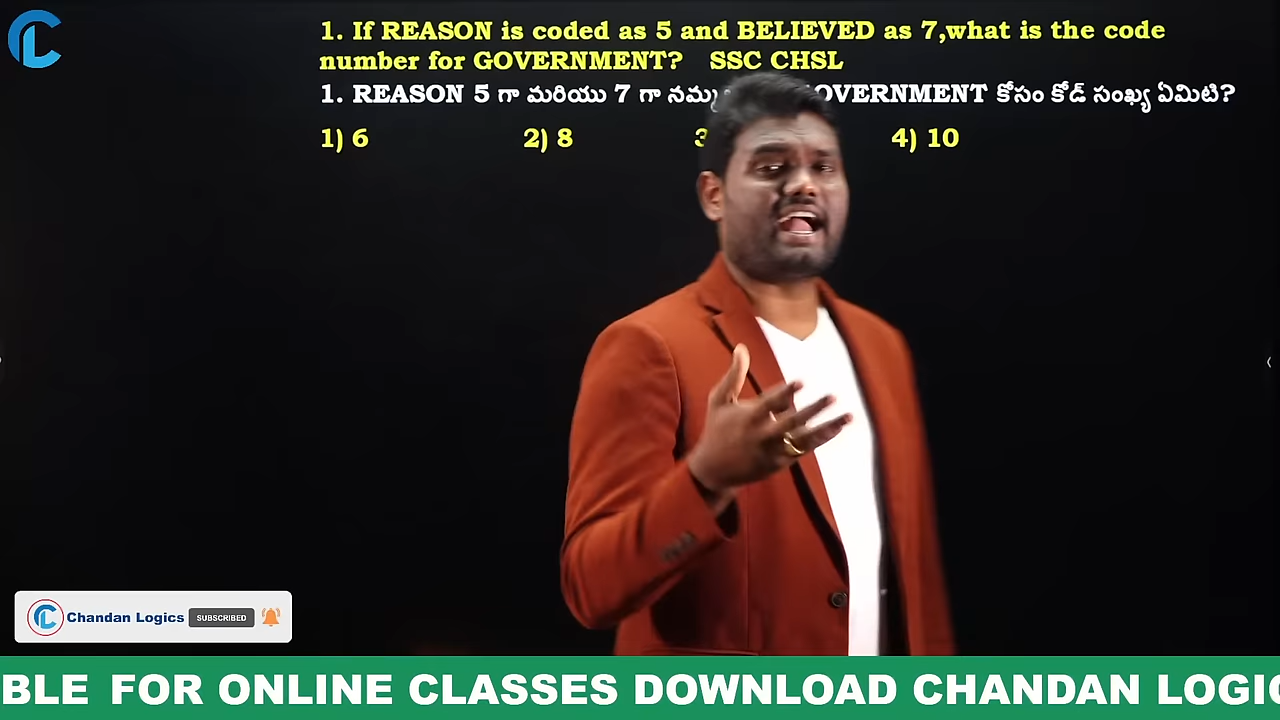 1. If REASON is coded as 5 and BELIEVED as 7,what is the code
number for GOVERNMENT? SSC CHSL
1. REASON 5 గా మరియు 7 గా OVERNMENT కోసం కోడ్ సంఖ్య ఏమిటి?
1) 6 2) 8 3 4) 10
Chandan Logics SUBSCRIBED
BLE FOR ONLINE CLASSES DOWNLOAD CHANDAN LOGIC